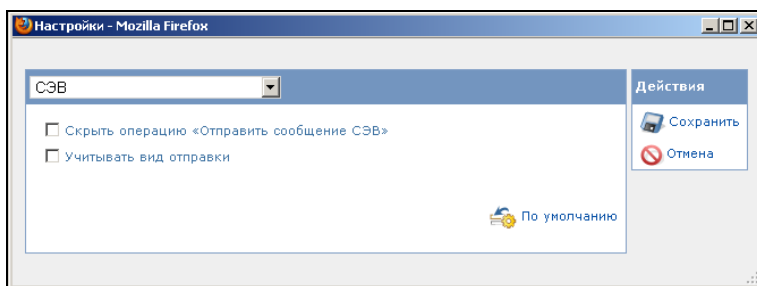 Настройки - Mozilla Firefox
СЭВ
Скрыть операцию «Отправить сообщение СЭВ»
Учитывать вид отправки
По умолчанию
Действия
Сохранить
Отмена